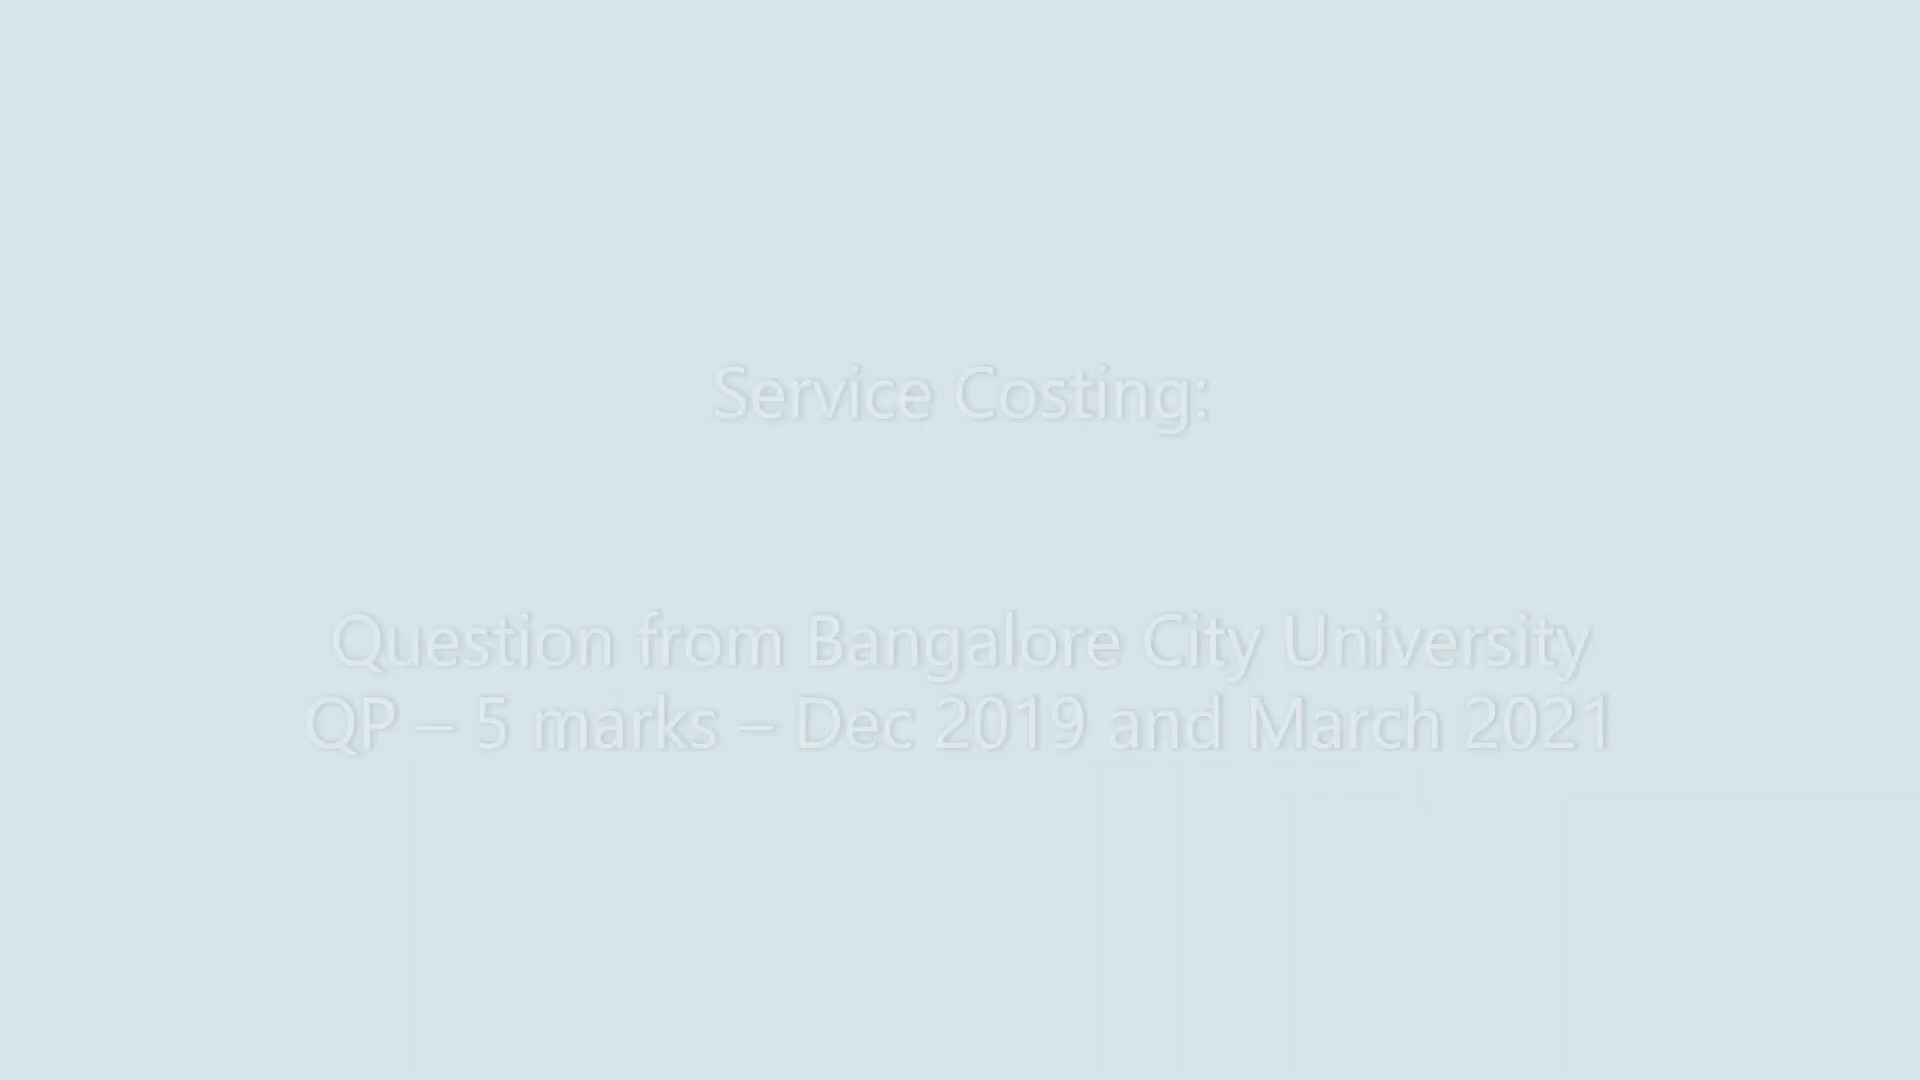 Service Costing:
Question from Bangalore City University
QP – 5 marks – Dec 2019 and March 2021